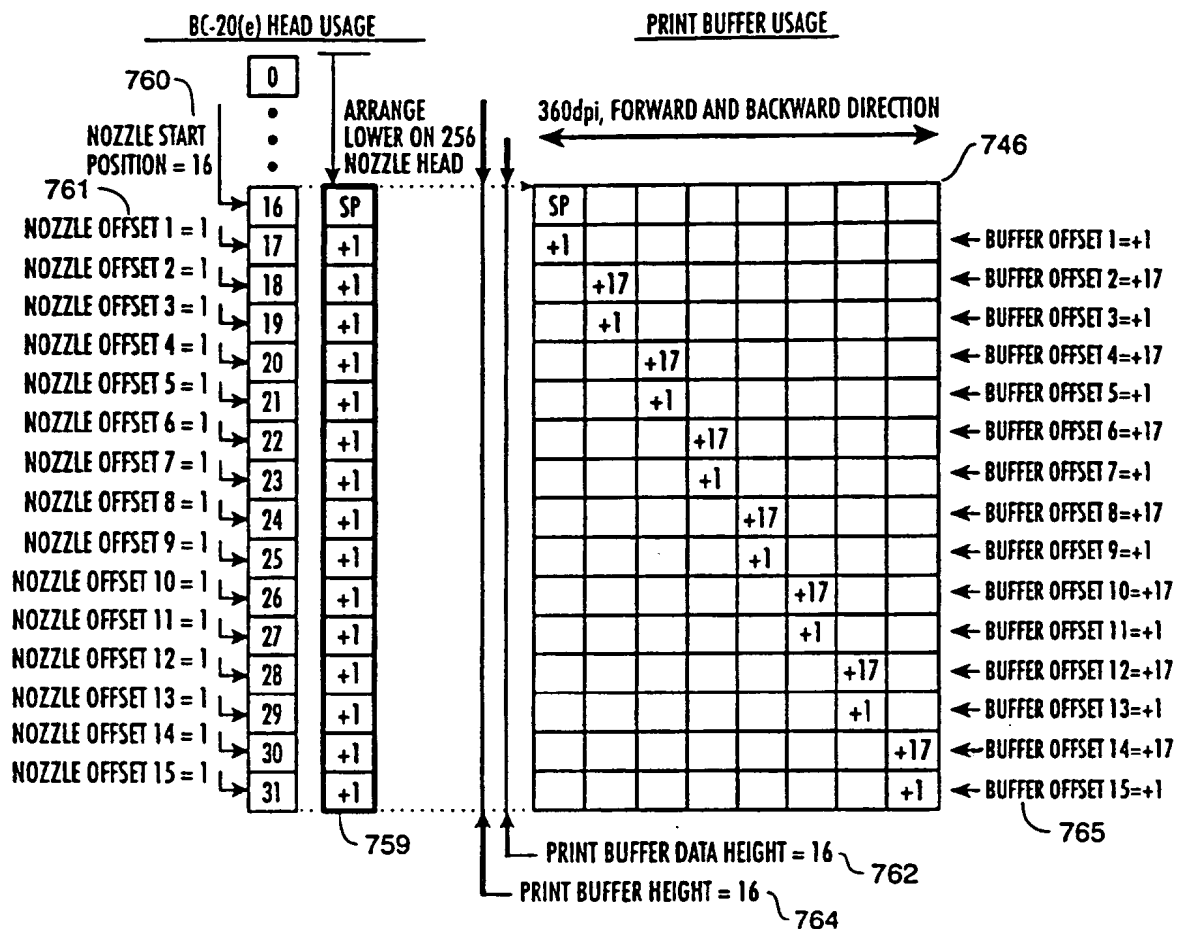 BC-20(e) HEAD USAGE
PRINT BUFFER USAGE
760
0
NOZZLE START
POSITION = 16
ARRANGE
LOWER ON 256
NOZZLE HEAD
360dpi, FORWARD AND BACKWARD DIRECTION
746
761
16 SP SP
NOZZLE OFFSET 1 = 1 17 +1 +1 BUFFER OFFSET 1=+1
NOZZLE OFFSET 2 = 1 18 +1 +17 BUFFER OFFSET 2=+17
NOZZLE OFFSET 3 = 1 19 +1 +1 BUFFER OFFSET 3=+1
NOZZLE OFFSET 4 = 1 20 +1 +17 BUFFER OFFSET 4=+17
NOZZLE OFFSET 5 = 1 21 +1 +1 BUFFER OFFSET 5=+1
NOZZLE OFFSET 6 = 1 22 +1 +17 BUFFER OFFSET 6=+17
NOZZLE OFFSET 7 = 1 23 +1 +1 BUFFER OFFSET 7=+1
NOZZLE OFFSET 8 = 1 24 +1 +17 BUFFER OFFSET 8=+17
NOZZLE OFFSET 9 = 1 25 +1 +1 BUFFER OFFSET 9=+1
NOZZLE OFFSET 10 = 1 26 +1 +17 BUFFER OFFSET 10=+17
NOZZLE OFFSET 11 = 1 27 +1 +1 BUFFER OFFSET 11=+1
NOZZLE OFFSET 12 = 1 28 +1 +17 BUFFER OFFSET 12=+17
NOZZLE OFFSET 13 = 1 29 +1 +1 BUFFER OFFSET 13=+1
NOZZLE OFFSET 14 = 1 30 +1 +17 BUFFER OFFSET 14=+17
NOZZLE OFFSET 15 = 1 31 +1 +1 BUFFER OFFSET 15=+1
759
765
PRINT BUFFER DATA HEIGHT = 16
762
PRINT BUFFER HEIGHT = 16
764